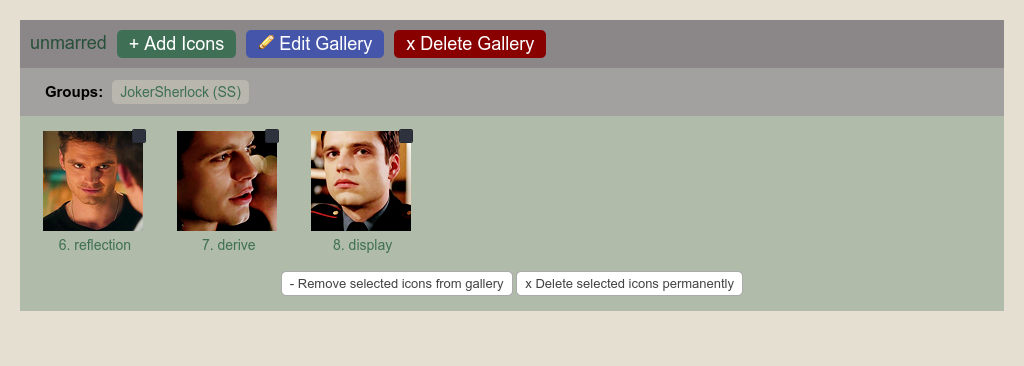 unmarred + Add Icons Edit Gallery x Delete Gallery
Groups: JokerSherlock (SS)
6. reflection 7. derive 8. display
- Remove selected icons from gallery x Delete selected icons permanently